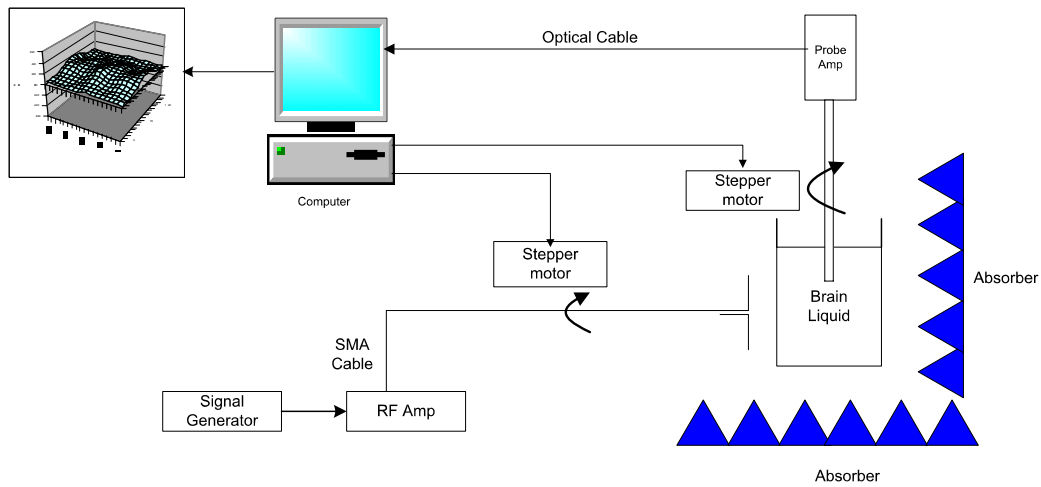 Optical Cable
Probe
Amp
Stepper
motor
Computer
Stepper
motor
Absorber
Brain
Liquid
SMA
Cable
Signal
Generator
RF Amp
Absorber